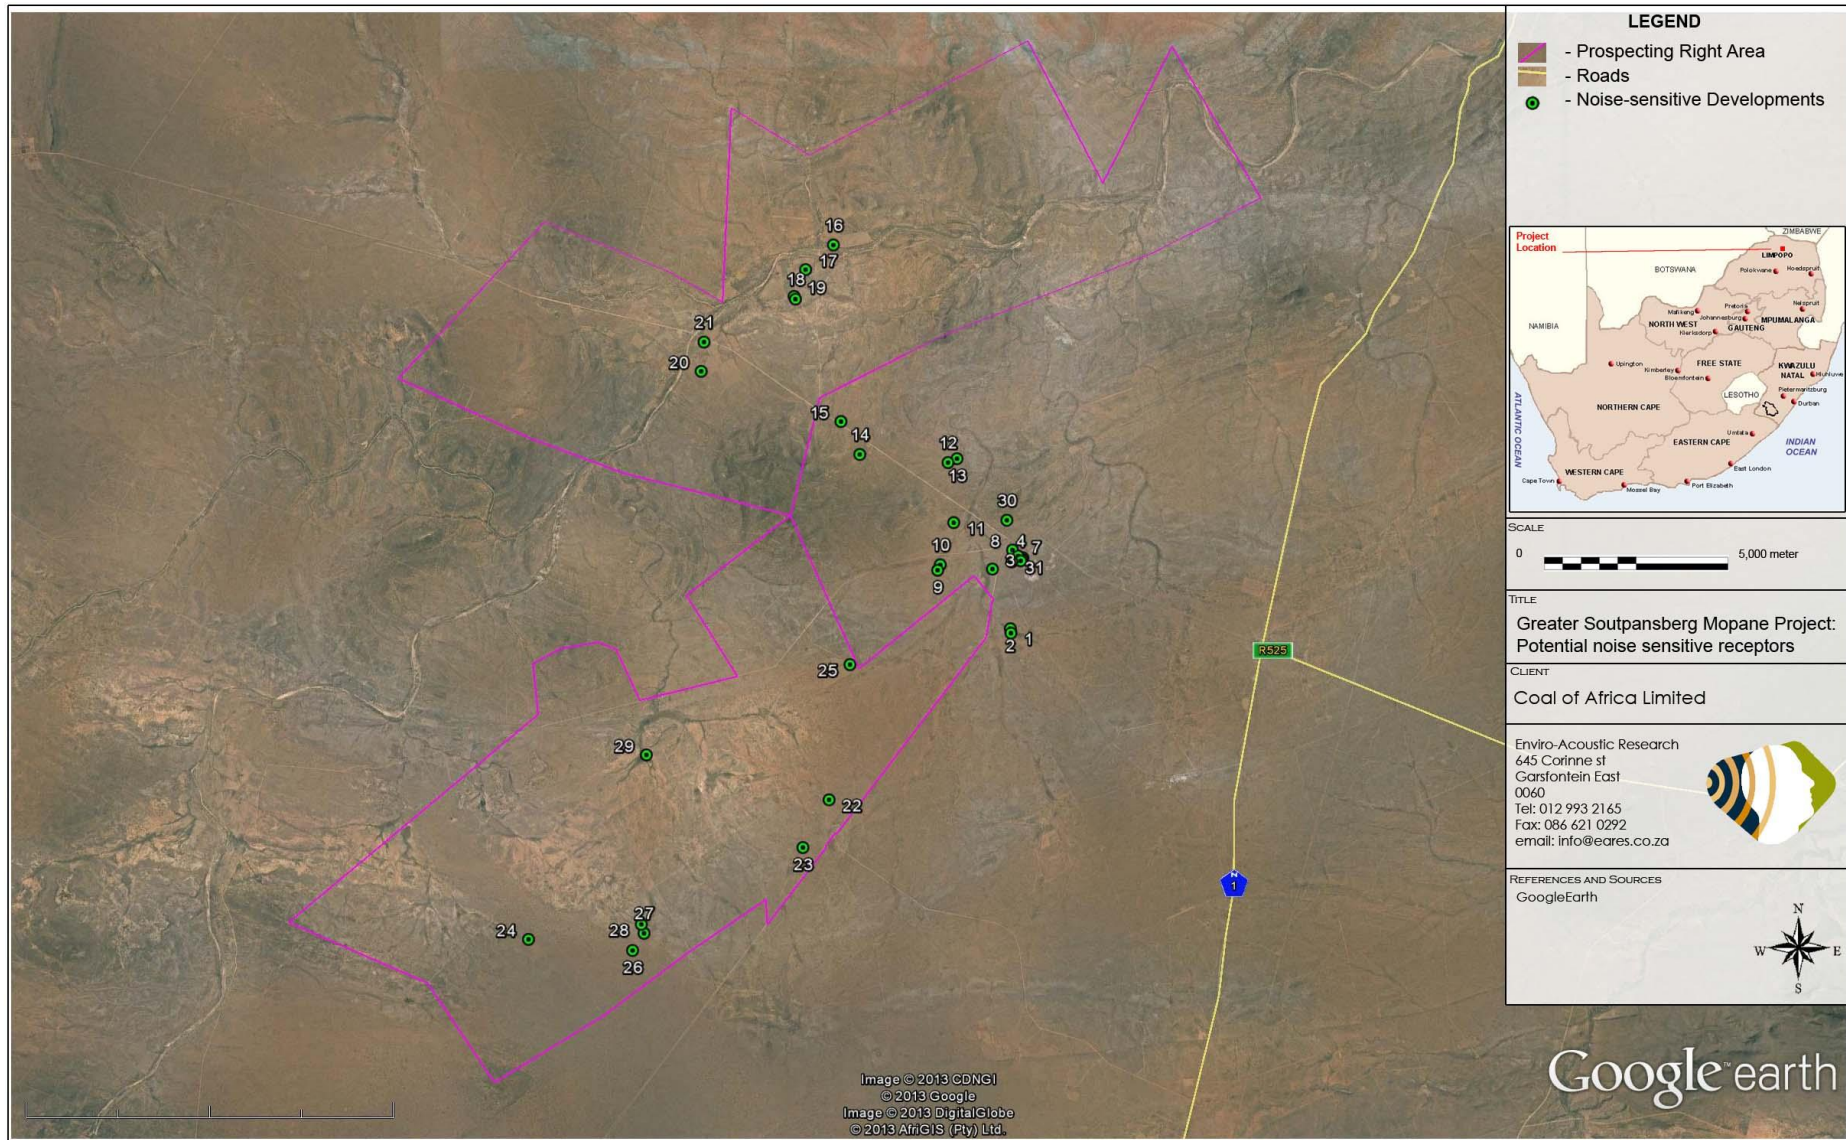 LEGEND
- Prospecting Right Area
- Roads
- Noise-sensitive Developments
16
17
18
19
21
20
15
14
12
13
30
11
10
8
4
7
3
31
9
1
2
25
29
22
23
27
28
24
26
R525
N
1
Project
Location
ZIMBABWE
LIMPOPO
BOTSWANA
Polokwane
Hoedspruit
Nelspruit
Pretoria
Mafikeng
Johannesburg
MPUMALANGA
NAMIBIA
NORTH WEST
GAUTENG
Klerksdorp
Upington
Kimberley
FREE STATE
KWAZULU
NATAL
Hluhluwe
Bloemfontein
Pietermaritzburg
LESOTHO
Durban
NORTHERN CAPE
ATLANTIC OCEAN
Umtata
EASTERN CAPE
INDIAN
OCEAN
WESTERN CAPE
East London
Cape Town
Mossel Bay
Port Elizabeth
SCALE
0
5,000 meter
TITLE
Greater Soutpansberg Mopane Project:
Potential noise sensitive receptors
CLIENT
Coal of Africa Limited
Enviro-Acoustic Research
645 Corinne st
Garsfontein East
0060
Tel: 012 993 2165
Fax: 086 621 0292
email: info@eares.co.za
REFERENCES AND SOURCES
GoogleEarth
N
W
E
S
Google earth
Image © 2013 CDNGI
© 2013 Google
Image © 2013 DigitalGlobe
© 2013 AfriGIS (Pty) Ltd.